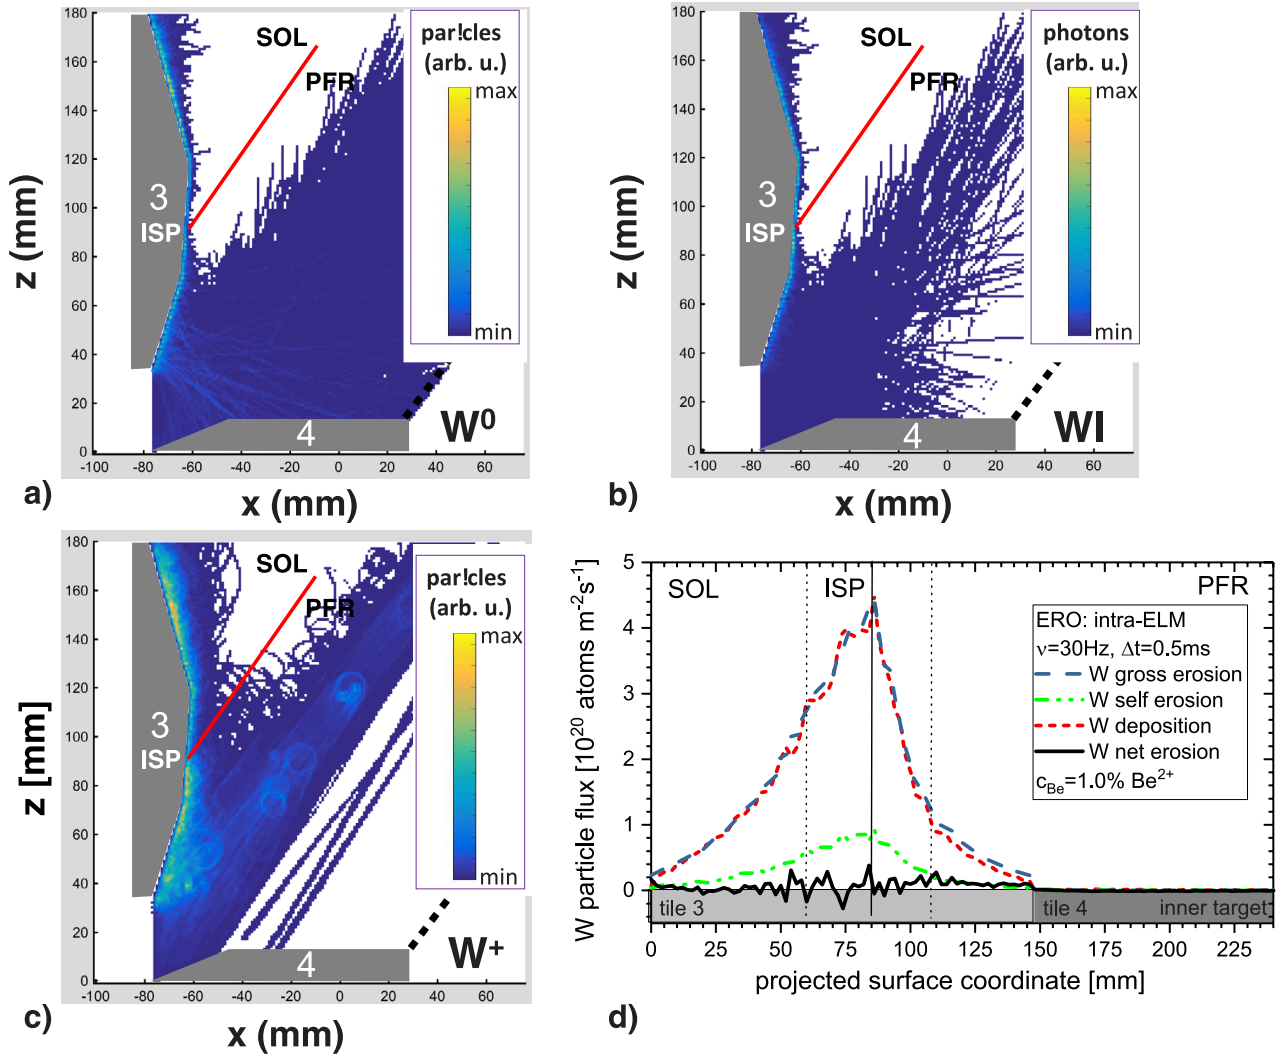 180
160
140
120
100
80
60
40
20
0
z (mm)
-100
-80
-60
-40
-20
0
20
40
60
x (mm)
SOL
PFR
3
ISP
4
par!cles
(arb. u.)
max
min
W⁰
a)
180
160
140
120
100
80
60
40
20
0
z (mm)
-100
-80
-60
-40
-20
0
20
40
60
x (mm)
SOL
PFR
3
ISP
4
photons
(arb. u.)
max
min
WI
b)
180
160
140
120
100
80
60
40
20
0
z [mm]
-100
-80
-60
-40
-20
0
20
40
60
x (mm)
SOL
PFR
3
ISP
4
par!cles
(arb. u.)
max
min
W⁺
c)
5
4
3
2
1
0
W particle flux [10²⁰ atoms m⁻²s⁻¹]
SOL
ISP
PFR
ERO: intra-ELM
ν=30Hz, Δt=0.5ms
W gross erosion
W self erosion
W deposition
W net erosion
c_Be=1.0% Be²⁺
tile 3
tile 4
inner target
0
25
50
75
100
125
150
175
200
225
projected surface coordinate [mm]
d)